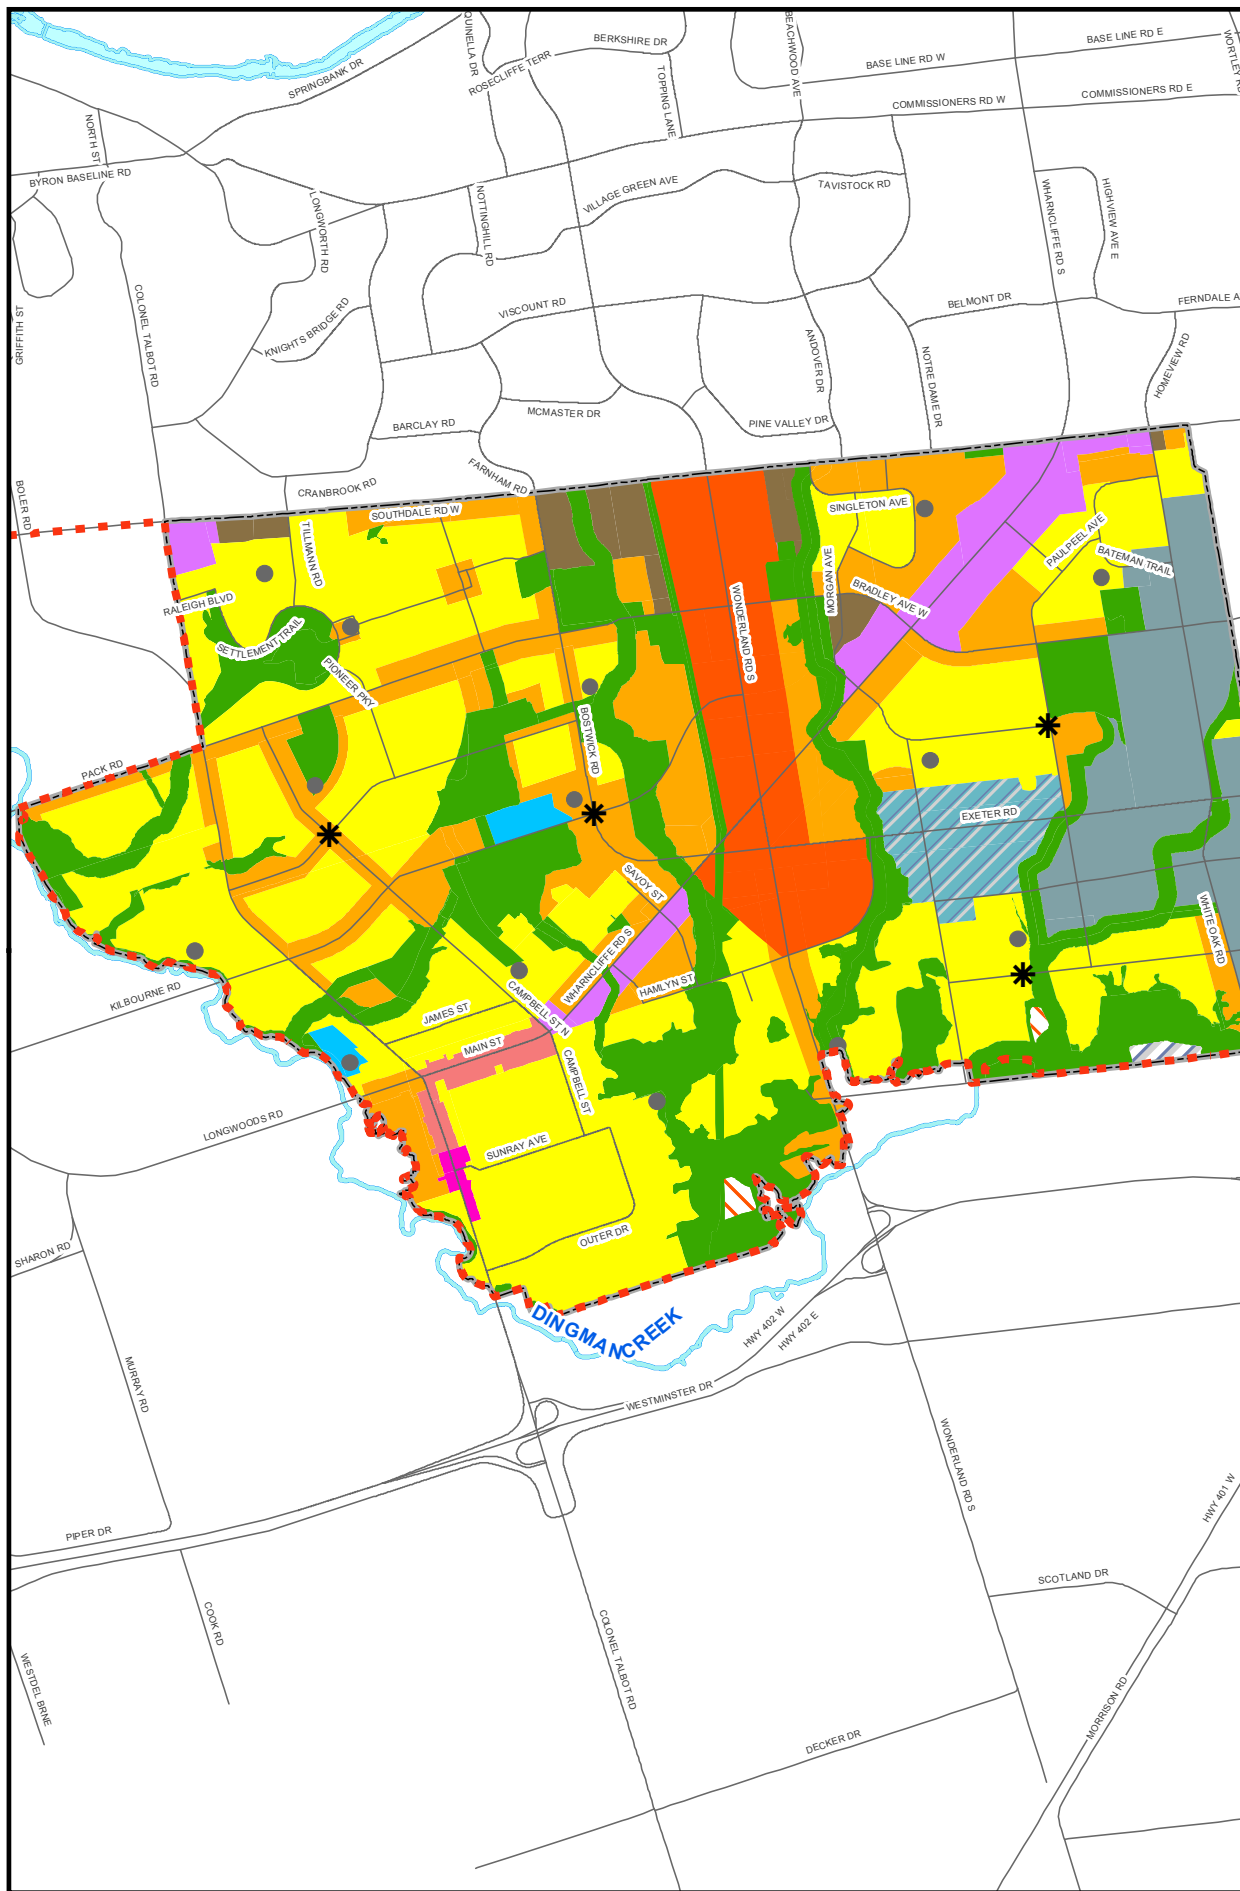 QUINELLA DR
BERKSHIRE DR
BEACHWOOD AVE
BASE LINE RD E
BASE LINE RD W
ROSECLIFFE TERR
SPRINGBANK DR
TOPPING LANE
COMMISSIONERS RD W
COMMISSIONERS RD E
NORTH ST
BYRON BASELINE RD
LONGWORTH RD
NOTTINGHILL RD
VILLAGE GREEN AVE
TAVISTOCK RD
WHARNCLIFFE RD S
HIGHVIEW AVE E
GRIFFITH ST
COLONEL TALBOT RD
KNIGHTS BRIDGE RD
VISCOUNT RD
ANDOVER DR
BELMONT DR
FERNDALE A
NOTRE DAME DR
HOMEVIEW RD
BARCLAY RD
MCMASTER DR
PINE VALLEY DR
BOLER RD
CRANBROOK RD
FARNHAM RD
SOUTHDALE RD W
SINGLETON AVE
TILLMANN RD
PAULPEEL AVE
BATEMAN TRAIL
MORGAN AVE
BRADLEY AVE W
RALEIGH BLVD
SETTLEMENT TRAIL
WONDERLAND RD S
PIONEER PKY
BOSTWICK RD
PACK RD
EXETER RD
SAVOY ST
WHITE OAK RD
WHARNCLIFFE RD S
HAMLYN ST
KILBOURNE RD
CAMPBELL ST N
JAMES ST
MAIN ST
CAMPBELL ST
LONGWOODS RD
SUNRAY AVE
OUTER DR
SHARON RD
DINGMAN CREEK
HWY 402 W
HWY 402 E
MURRAY RD
WESTMINSTER DR
WONDERLAND RD S
HWY 401 W
PIPER DR
SCOTLAND DR
COOK RD
COLONEL TALBOT RD
WESTDEL BRNE
MORRISON RD
DECKER DR